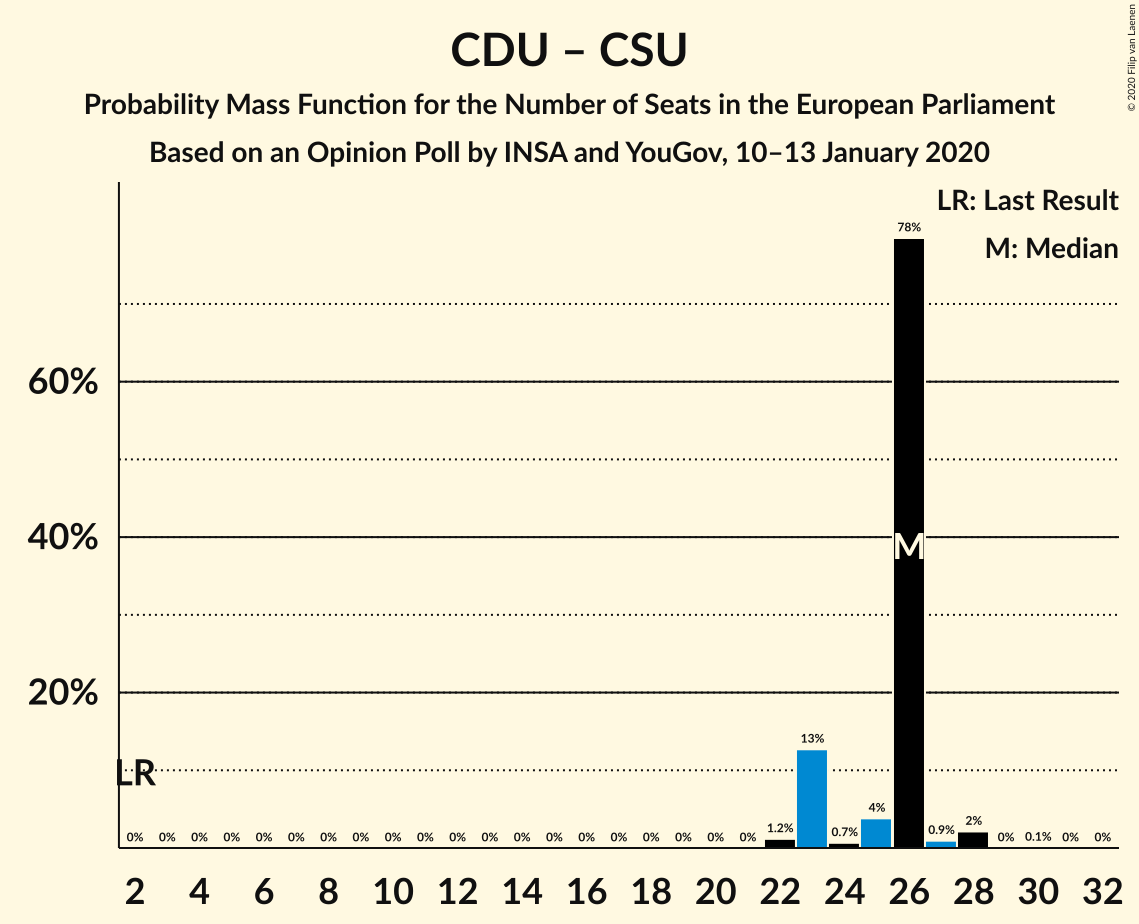 CDU – CSU
Probability Mass Function for the Number of Seats in the European Parliament
Based on an Opinion Poll by INSA and YouGov, 10–13 January 2020
© 2020 Filip van Laenen
LR: Last Result
M: Median
78%
60%
40%
M
20%
13%
LR
4%
2%
0% 0% 0% 0% 0% 0% 0% 0% 0% 0% 0% 0% 0% 0% 0% 0% 0% 0% 0% 0% 1.2% 0.7% 0.9% 0% 0.1% 0% 0%
2 4 6 8 10 12 14 16 18 20 22 24 26 28 30 32